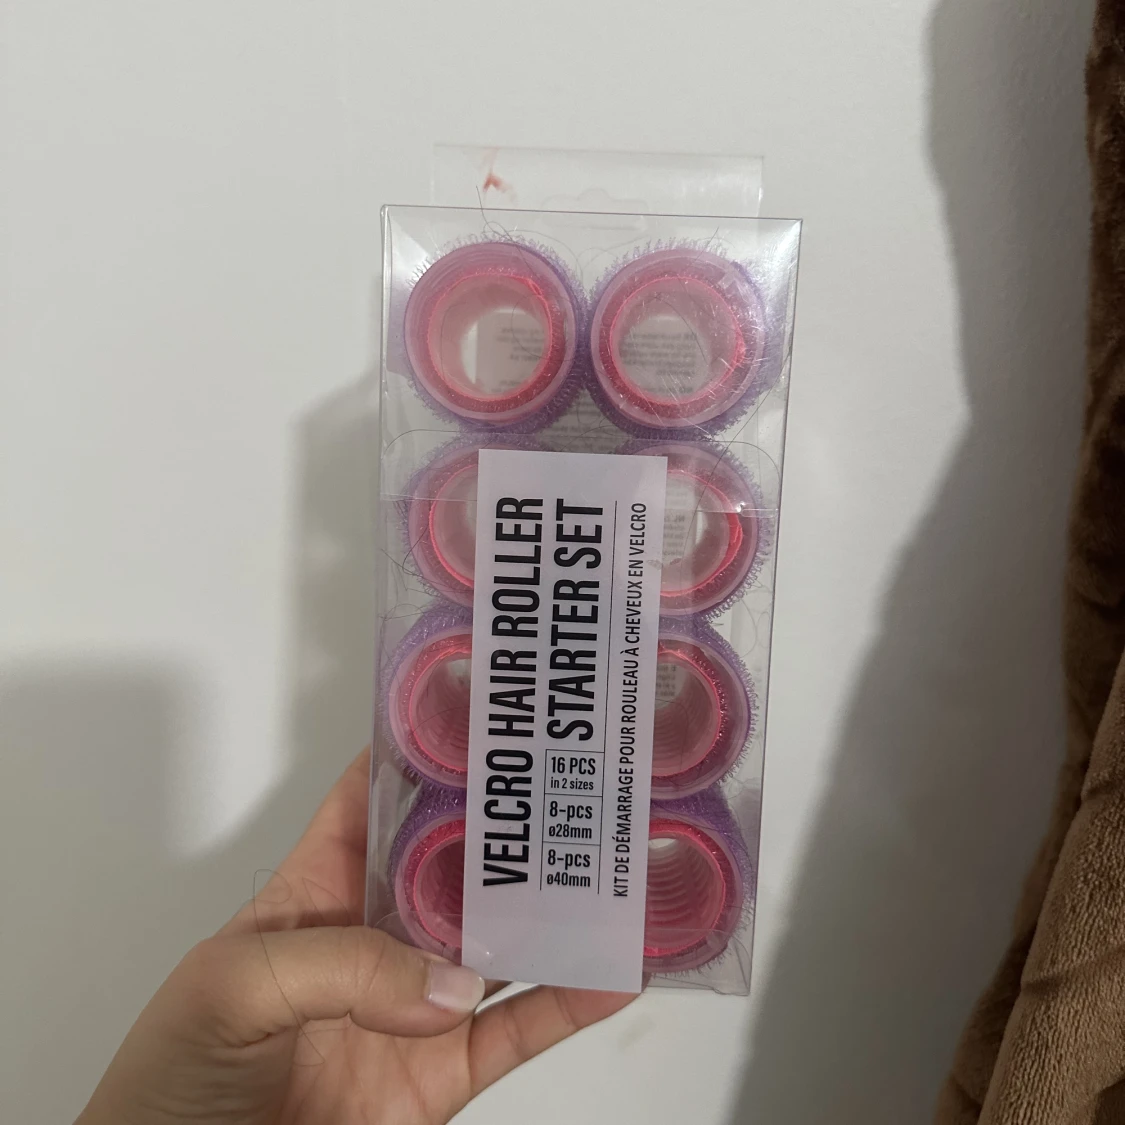 VELCRO HAIR ROLLER
STARTER SET
16 PCS
in 2 sizes
8-pcs
ø28mm
8-pcs
ø40mm
KIT DE DÉMARRAGE POUR ROULEAU À CHEVEUX EN VELCRO